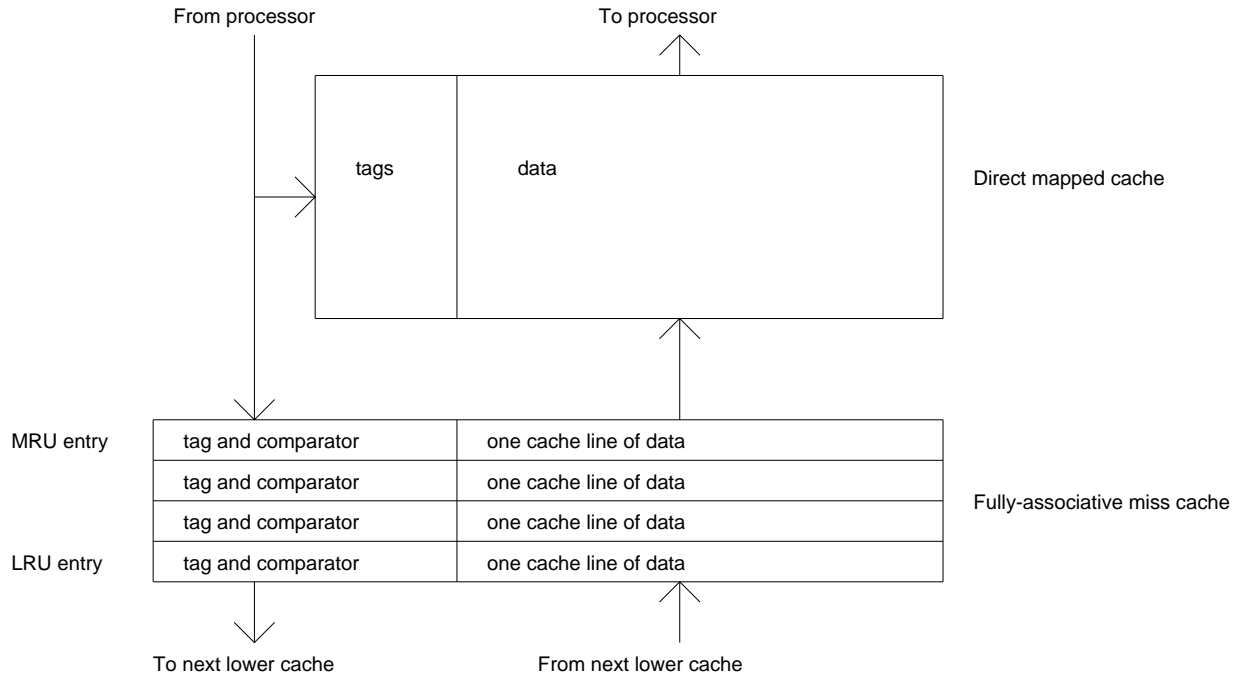 From processor
To processor
tags
data
Direct mapped cache
MRU entry
tag and comparator
one cache line of data
tag and comparator
one cache line of data
tag and comparator
one cache line of data
Fully-associative miss cache
LRU entry
tag and comparator
one cache line of data
To next lower cache
From next lower cache